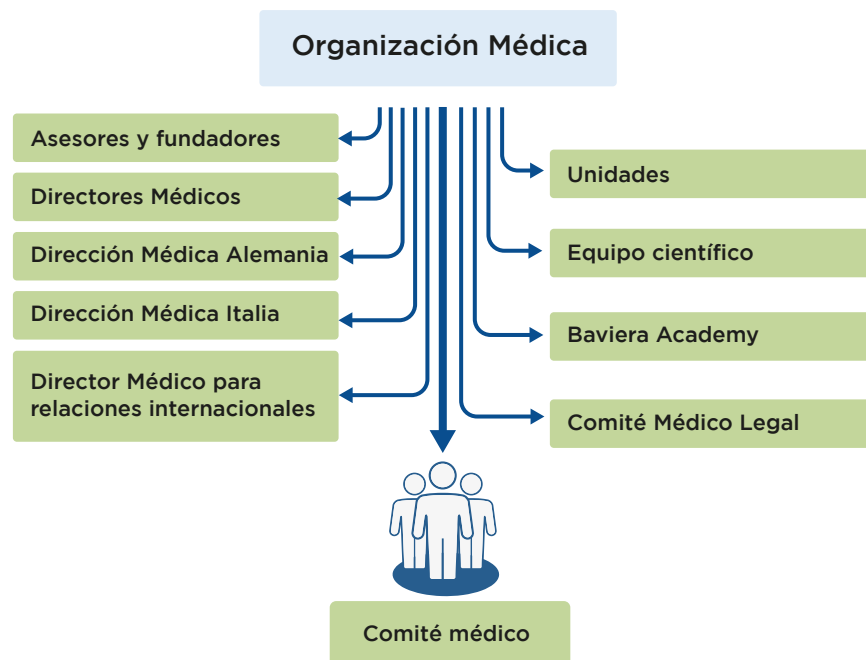 Organización Médica
Asesores y fundadores
Directores Médicos
Dirección Médica Alemania
Dirección Médica Italia
Director Médico para
relaciones internacionales
Unidades
Equipo científico
Baviera Academy
Comité Médico Legal
Comité médico